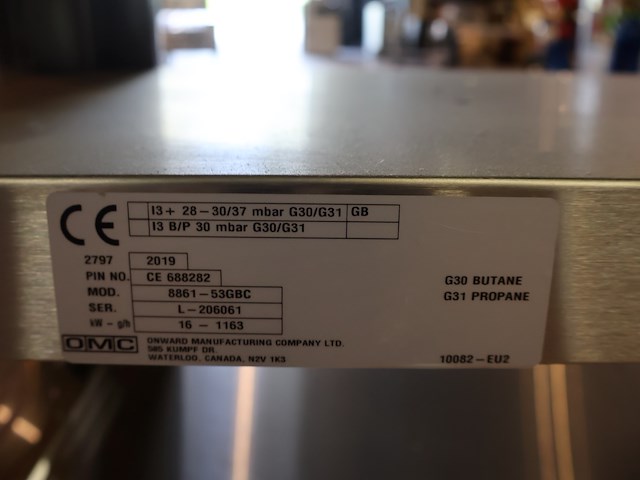 CE
I3+ 28-30/37 mbar G30/G31 GB
I3 B/P 30 mbar G30/G31
2797 2019
PIN NO. CE 688282
MOD. 8861-53GBC
SER. L-206061
kW - g/h 16 - 1163
G30 BUTANE
G31 PROPANE
OMC ONWARD MANUFACTURING COMPANY LTD.
585 KUMPF DR.
WATERLOO, CANADA, N2V 1K3
10082-EU2